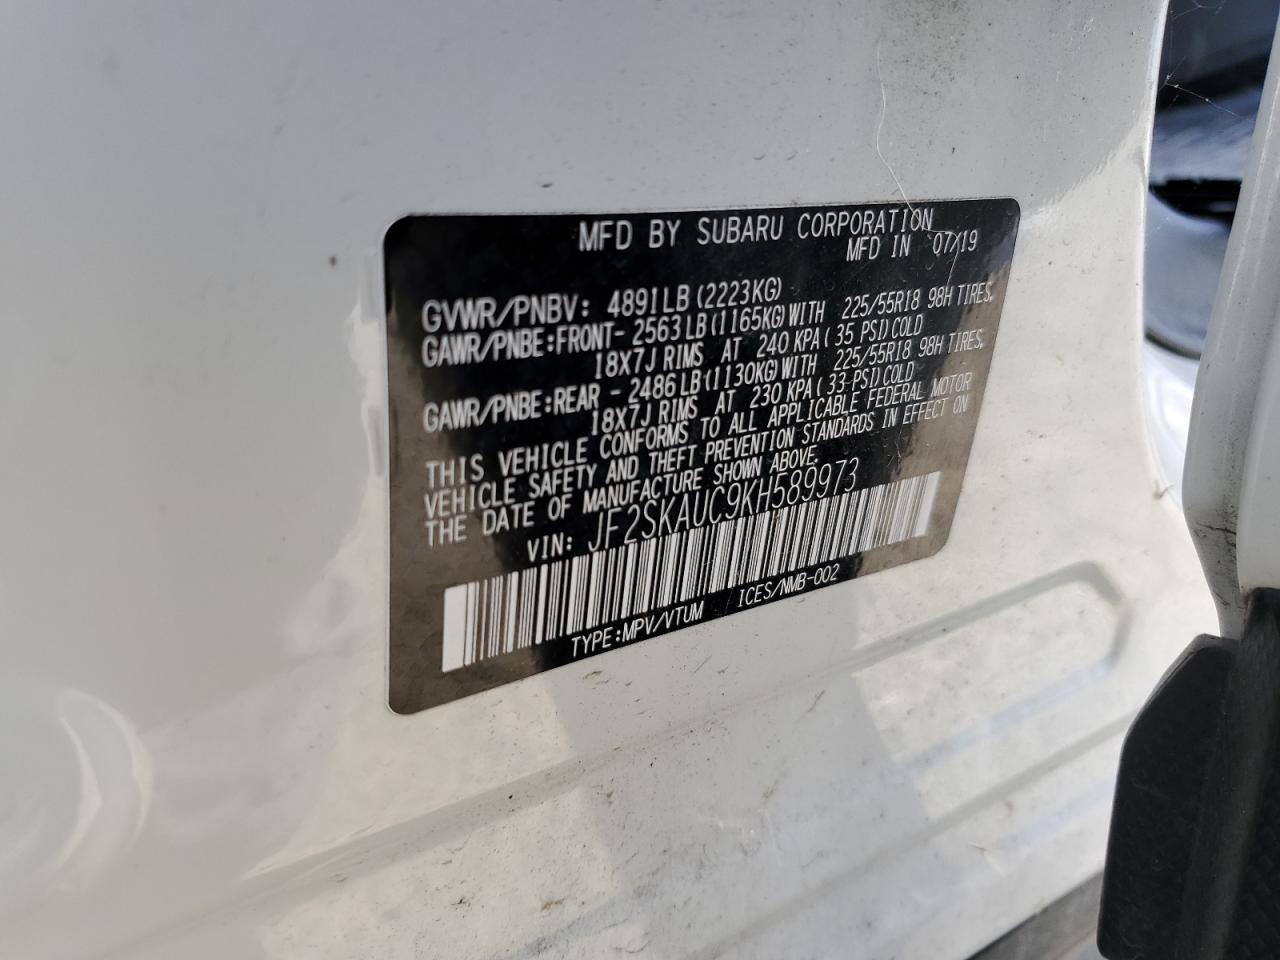 MFD BY SUBARU CORPORATION
MFD IN 07/19
GVWR/PNBV: 4891LB (2223KG)
GAWR/PNBE:FRONT- 2563LB(1165KG)WITH 225/55R18 98H TIRES,
18X7J RIMS AT 240 KPA( 35 PSI)COLD
GAWR/PNBE:REAR - 2486LB(1130KG)WITH 225/55R18 98H TIRES,
18X7J RIMS AT 230 KPA( 33 PSI)COLD
THIS VEHICLE CONFORMS TO ALL APPLICABLE FEDERAL MOTOR
VEHICLE SAFETY AND THEFT PREVENTION STANDARDS IN EFFECT ON
THE DATE OF MANUFACTURE SHOWN ABOVE.
VIN: JF2SKAUC9KH589973
TYPE:MPV/VTUM ICES/NMB-002